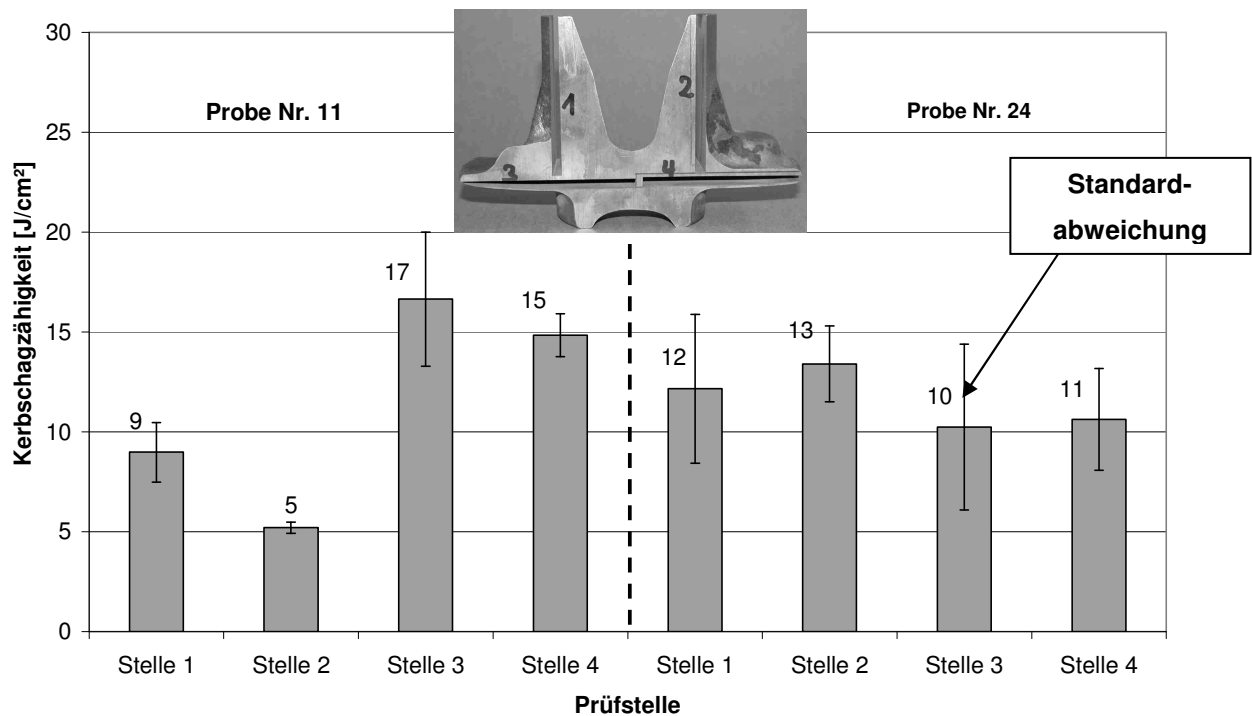 Kerbschagzähigkeit [J/cm²]
30
25
20
15
10
5
0
Probe Nr. 11
Probe Nr. 24
1
2
3
4
Standard-
abweichung
9
5
17
15
12
13
10
11
Stelle 1 Stelle 2 Stelle 3 Stelle 4 Stelle 1 Stelle 2 Stelle 3 Stelle 4
Prüfstelle